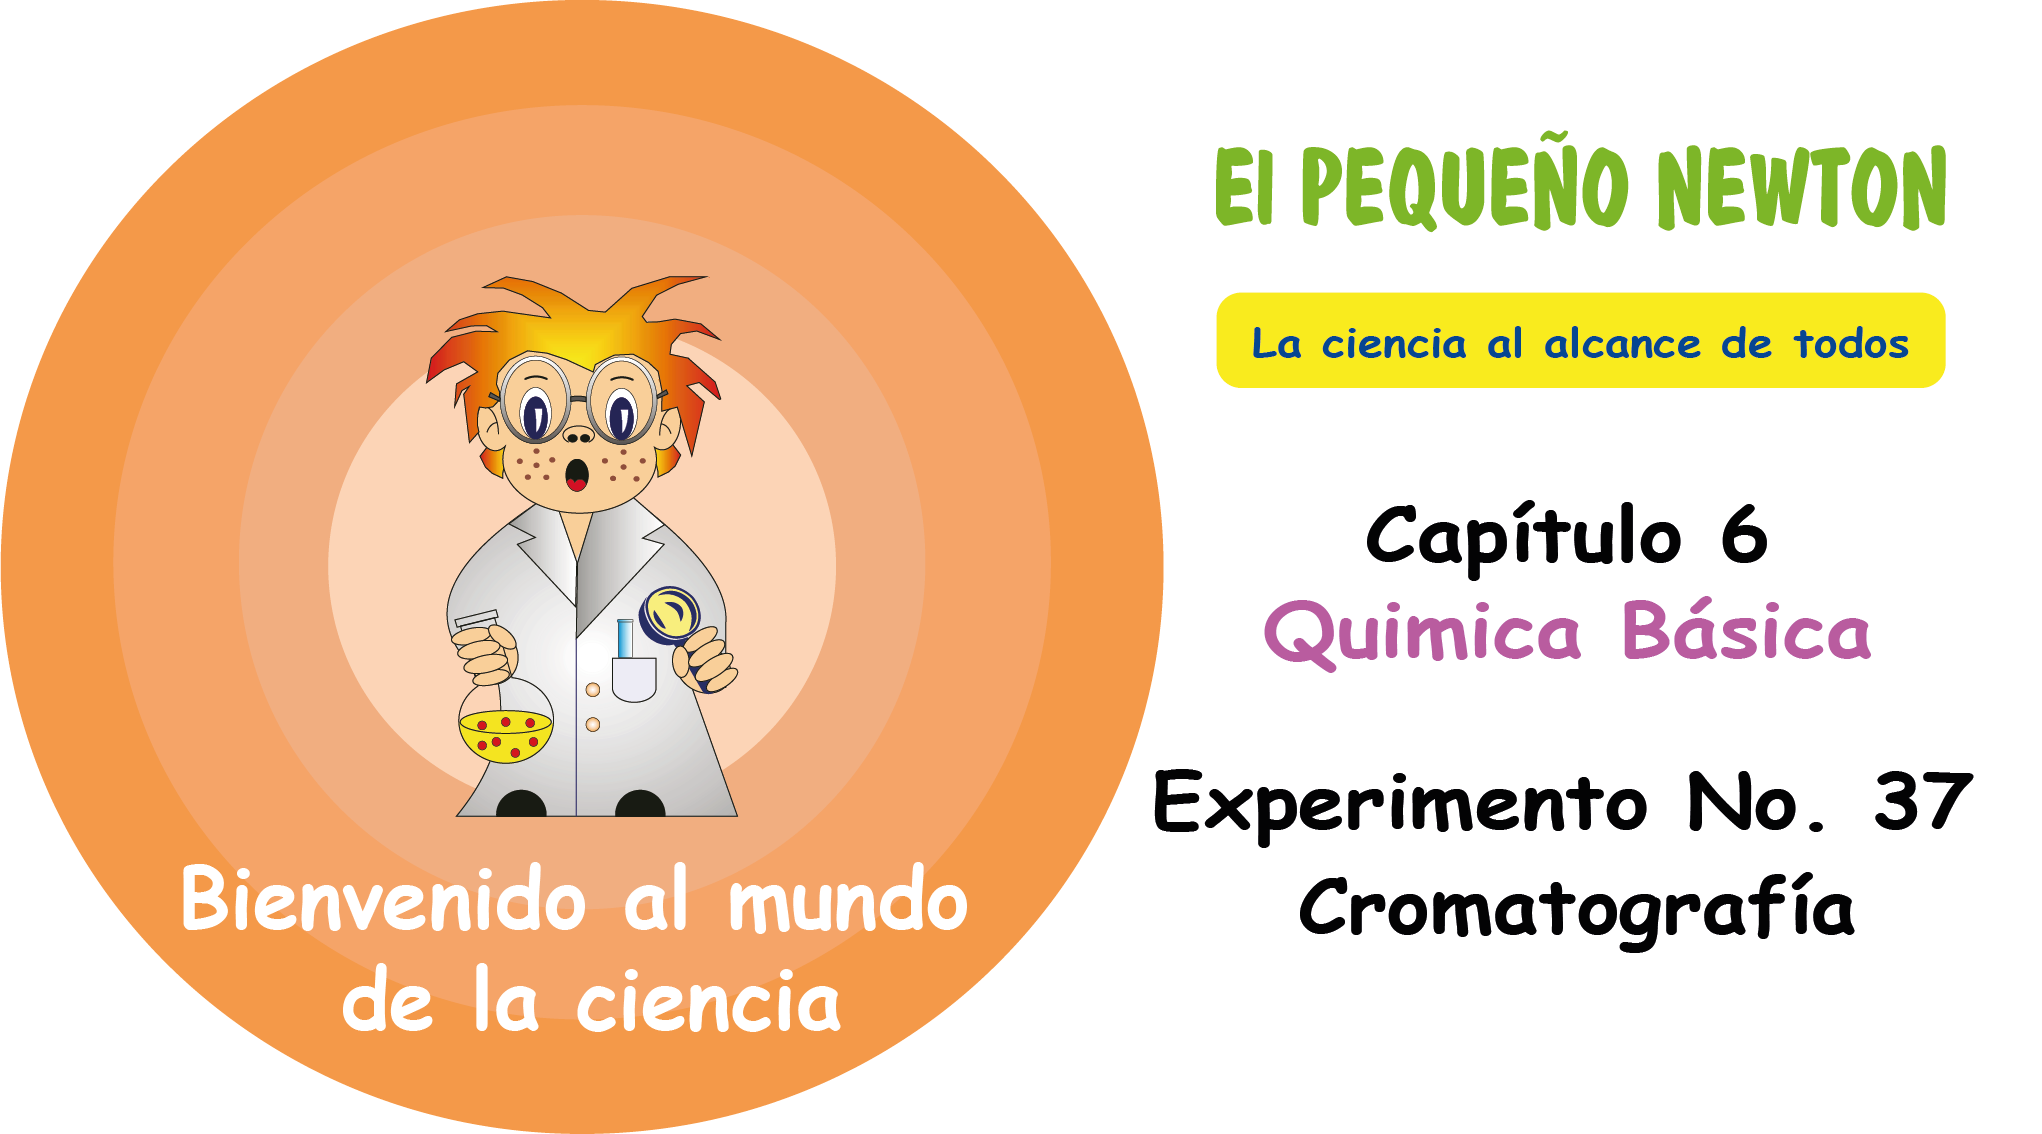 El PEQUEÑO NEWTON
La ciencia al alcance de todos
Capítulo 6
Quimica Básica
Experimento No. 37
Cromatografía
Bienvenido al mundo
de la ciencia